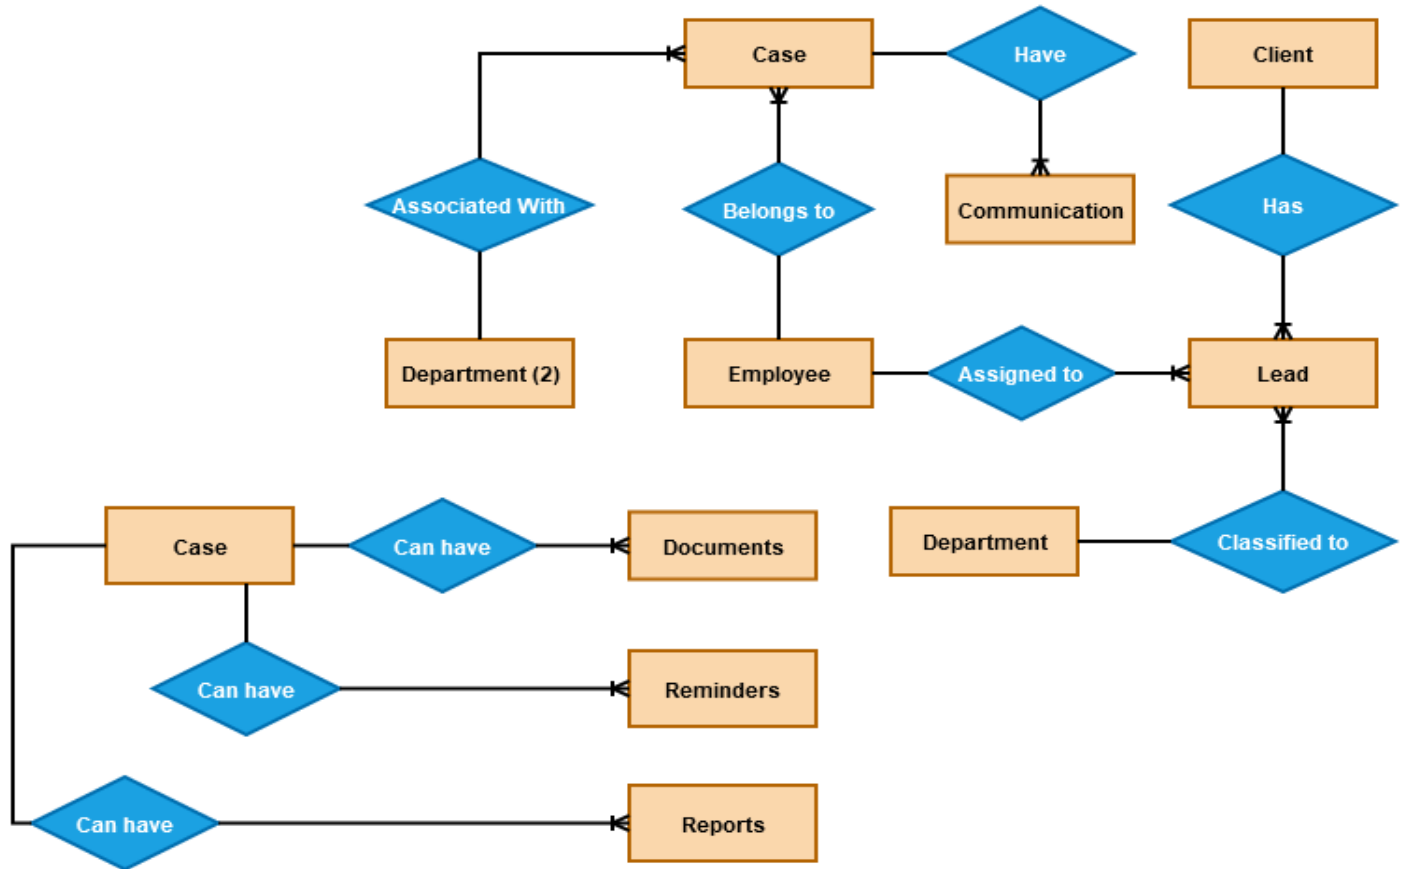 Case
Have
Client
Associated With
Belongs to
Communication
Has
Department (2)
Employee
Assigned to
Lead
Case
Can have
Documents
Department
Classified to
Can have
Reminders
Can have
Reports